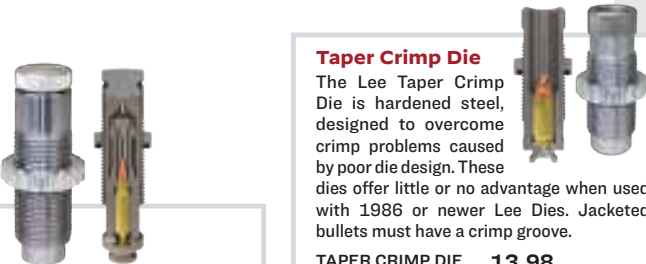 Taper Crimp Die
The Lee Taper Crimp
Die is hardened steel,
designed to overcome
crimp problems caused
by poor die design. These
dies offer little or no advantage when used
with 1986 or newer Lee Dies. Jacketed
bullets must have a crimp groove.
TAPER CRIMP DIE 13.98